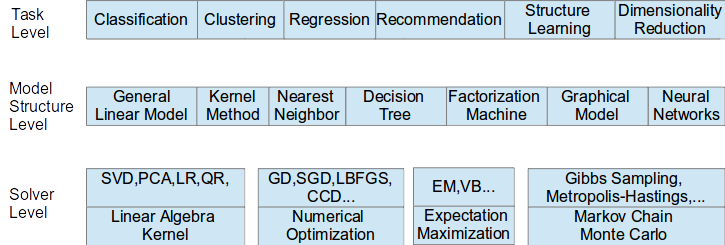 Task
Level
Classification
Clustering
Regression
Recommendation
Structure
Learning
Dimensionality
Reduction
Model
Structure
Level
General
Linear Model
Kernel
Method
Nearest
Neighbor
Decision
Tree
Factorization
Machine
Graphical
Model
Neural
Networks
Solver
Level
SVD,PCA,LR,QR,
Linear Algebra
Kernel
GD,SGD,LBFGS,
CCD...
Numerical
Optimization
EM,VB...
Expectation
Maximization
Gibbs Sampling,
Metropolis-Hastings,...
Markov Chain
Monte Carlo